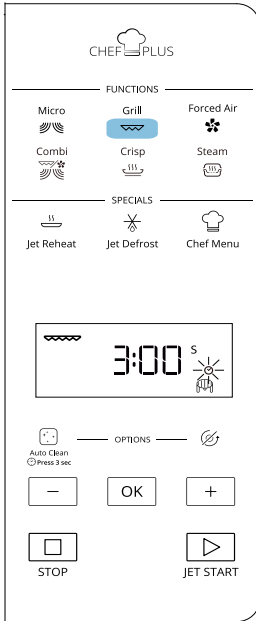 CHEF PLUS
FUNCTIONS
Micro Grill Forced Air
Combi Crisp Steam
SPECIALS
Jet Reheat Jet Defrost Chef Menu
3:00 S
OPTIONS
Auto Clean
Press 3 sec
- OK +
STOP JET START